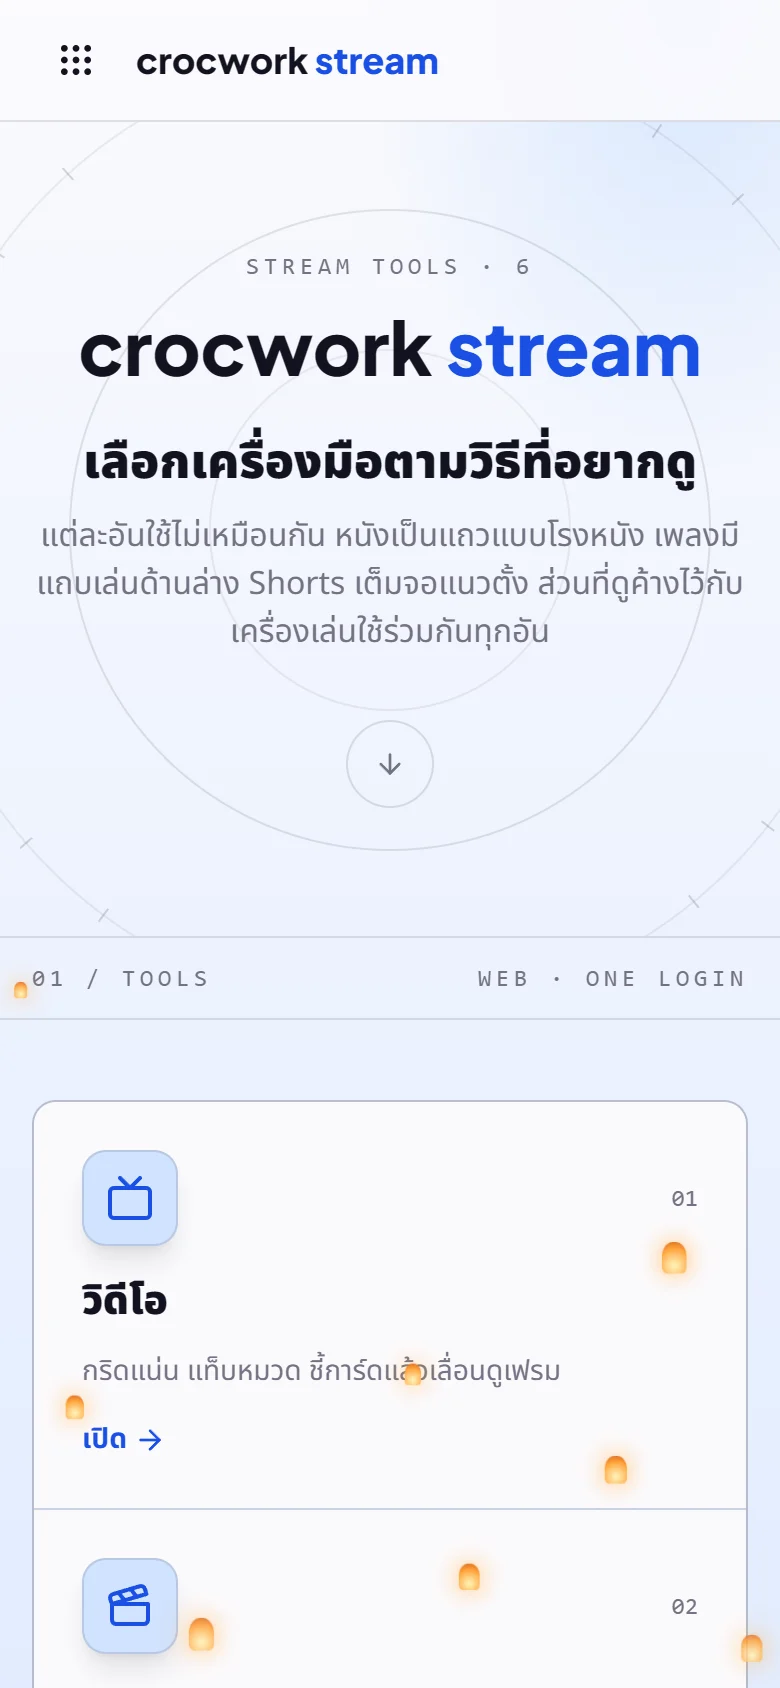 crocwork stream
STREAM TOOLS · 6
crocwork stream
เลือกเครื่องมือตามวิธีที่อยากดู
แต่ละอันใช้ไม่เหมือนกัน หนังเป็นแถวแบบโรงหนัง เพลงมี
แถบเล่นด้านล่าง Shorts เต็มจอแนวตั้ง ส่วนที่ดูค้างไว้กับ
เครื่องเล่นใช้ร่วมกันทุกอัน
01 / TOOLS
WEB · ONE LOGIN
01
วิดีโอ
กริดแน่น แท็บหมวด ชี้การ์ดแล้วเลื่อนดูเฟรม
เปิด →
02